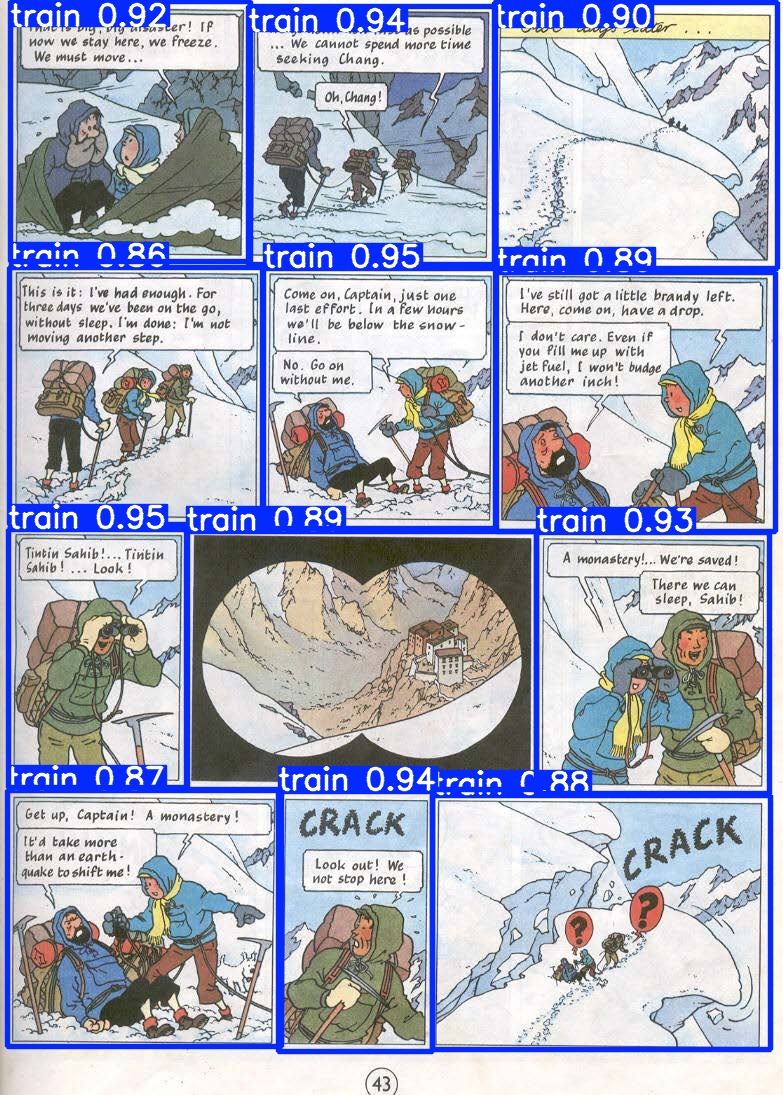 train 0.92
That is big, big disaster! If
now we stay here, we freeze.
We must move...
train 0.94
as possible
... We cannot spend more time
seeking Chang.
Oh, Chang!
train 0.90
days later ...
train 0.86
This is it: I've had enough. For
three days we've been on the go,
without sleep. I'm done: I'm not
moving another step.
train 0.95
Come on, Captain, just one
last effort. In a few hours
we'll be below the snow-
line.
No. Go on
without me.
train 0.89
I've still got a little brandy left.
Here, come on, have a drop.
I don't care. Even if
you fill me up with
jet fuel, I won't budge
another inch!
train 0.95
Tintin Sahib!... Tintin
Sahib! ... Look!
train 0.89
train 0.93
A monastery!... We're saved!
There we can
sleep, Sahib!
train 0.87
Get up, Captain! A monastery!
It'd take more
than an earth-
quake to shift me!
train 0.94
CRACK
Look out! We
not stop here!
train 0.88
CRACK
?
?
43